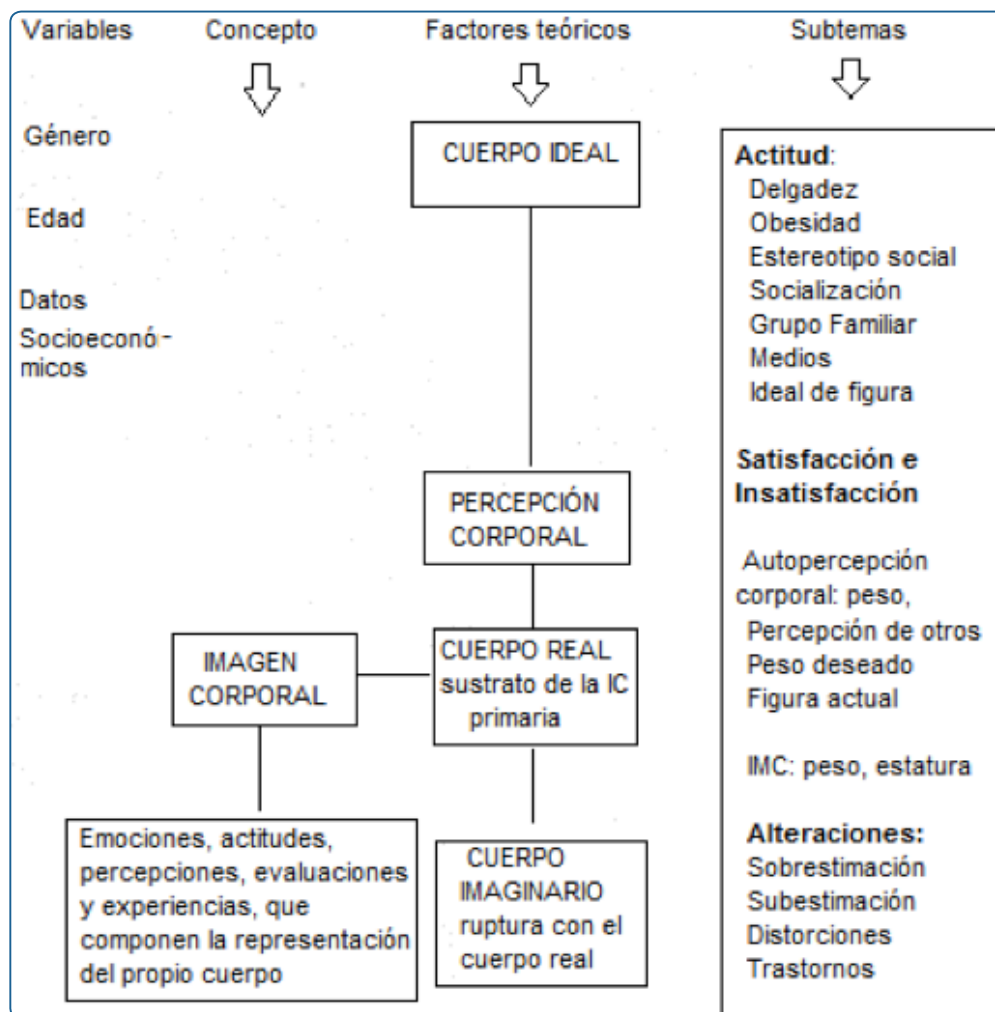 Variables
Concepto
Factores teóricos
Subtemas
Género
Edad
Datos
Socioeconó-
micos
IMAGEN
CORPORAL
Emociones, actitudes,
percepciones, evaluaciones
y experiencias, que
componen la representación
del propio cuerpo
CUERPO IDEAL
PERCEPCIÓN
CORPORAL
CUERPO REAL
sustrato de la IC
primaria
CUERPO
IMAGINARIO
ruptura con el
cuerpo real
Actitud:
Delgadez
Obesidad
Estereotipo social
Socialización
Grupo Familiar
Medios
Ideal de figura
Satisfacción e
Insatisfacción
Autopercepción
corporal: peso,
Percepción de otros
Peso deseado
Figura actual
IMC: peso, estatura
Alteraciones:
Sobrestimación
Subestimación
Distorciones
Trastornos